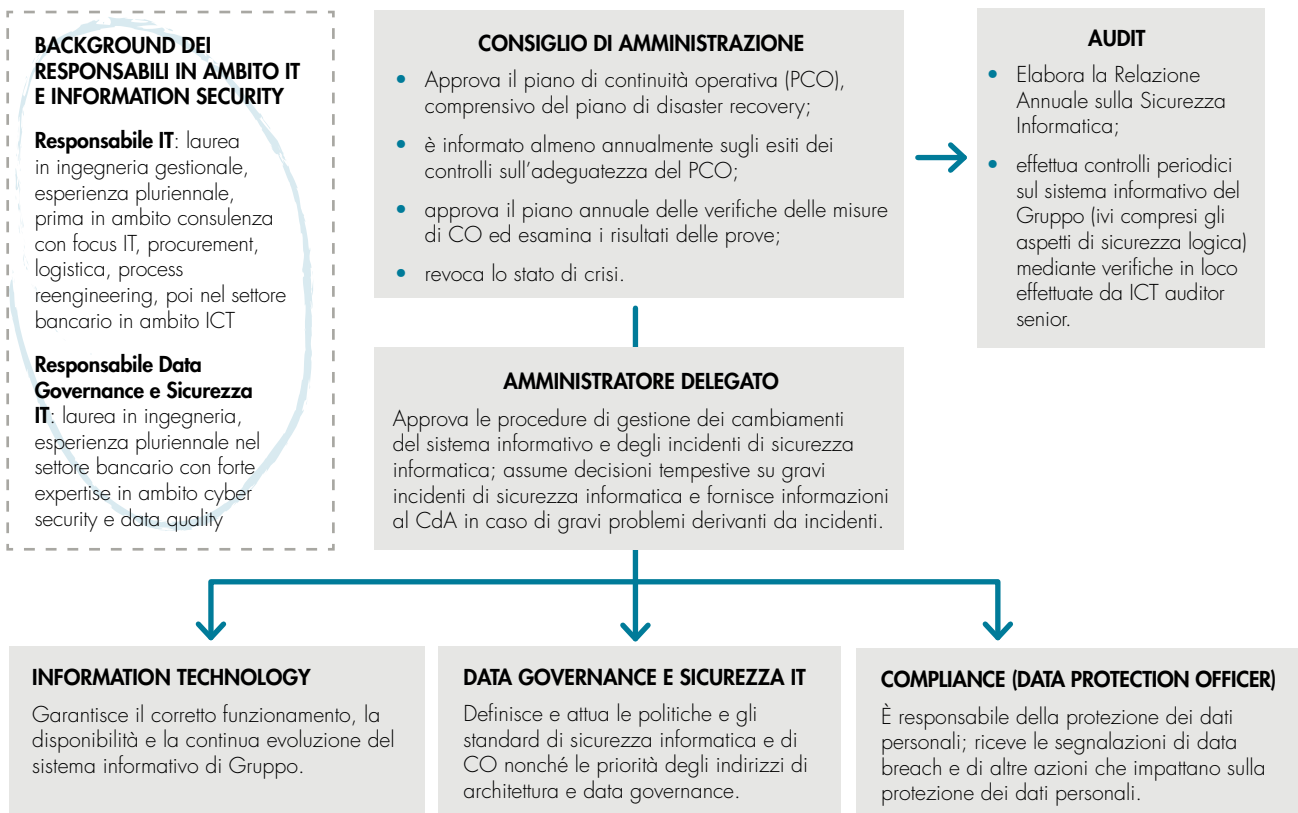 BACKGROUND DEI
RESPONSABILI IN AMBITO IT
E INFORMATION SECURITY
Responsabile IT: laurea
in ingegneria gestionale,
esperienza pluriennale,
prima in ambito consulenza
con focus IT, procurement,
logistica, process
reengineering, poi nel settore
bancario in ambito ICT
Responsabile Data
Governance e Sicurezza
IT: laurea in ingegneria,
esperienza pluriennale nel
settore bancario con forte
expertise in ambito cyber
security e data quality
CONSIGLIO DI AMMINISTRAZIONE
• Approva il piano di continuità operativa (PCO),
comprensivo del piano di disaster recovery;
• è informato almeno annualmente sugli esiti dei
controlli sull'adeguatezza del PCO;
• approva il piano annuale delle verifiche delle misure
di CO ed esamina i risultati delle prove;
• revoca lo stato di crisi.
AUDIT
• Elabora la Relazione
Annuale sulla Sicurezza
Informatica;
• effettua controlli periodici
sul sistema informativo del
Gruppo (ivi compresi gli
aspetti di sicurezza logica)
mediante verifiche in loco
effettuate da ICT auditor
senior.
AMMINISTRATORE DELEGATO
Approva le procedure di gestione dei cambiamenti
del sistema informativo e degli incidenti di sicurezza
informatica; assume decisioni tempestive su gravi
incidenti di sicurezza informatica e fornisce informazioni
al CdA in caso di gravi problemi derivanti da incidenti.
INFORMATION TECHNOLOGY
Garantisce il corretto funzionamento, la
disponibilità e la continua evoluzione del
sistema informativo di Gruppo.
DATA GOVERNANCE E SICUREZZA IT
Definisce e attua le politiche e gli
standard di sicurezza informatica e di
CO nonché le priorità degli indirizzi di
architettura e data governance.
COMPLIANCE (DATA PROTECTION OFFICER)
È responsabile della protezione dei dati
personali; riceve le segnalazioni di data
breach e di altre azioni che impattano sulla
protezione dei dati personali.